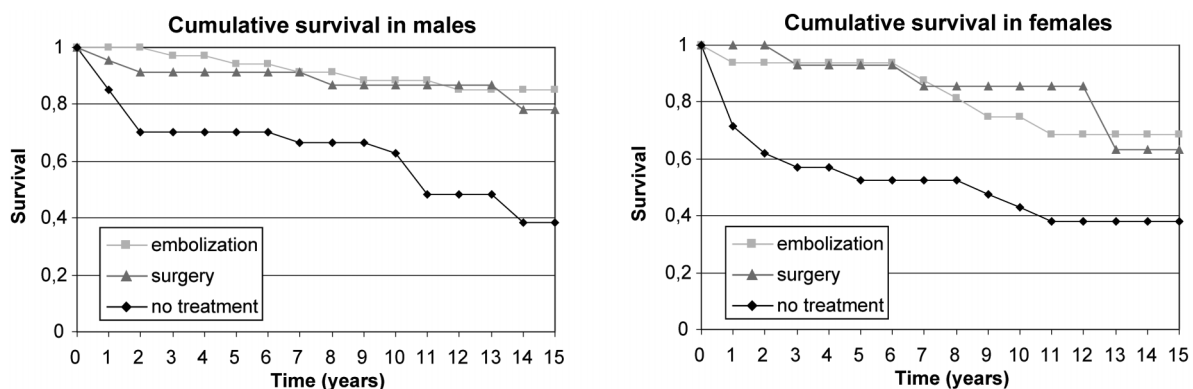 Cumulative survival in males
1
0,8
0,6
0,4
0,2
0
Survival
embolization
surgery
no treatment
0 1 2 3 4 5 6 7 8 9 10 11 12 13 14 15
Time (years)
Cumulative survival in females
1
0,8
0,6
0,4
0,2
0
Survival
embolization
surgery
no treatment
0 1 2 3 4 5 6 7 8 9 10 11 12 13 14 15
Time (years)